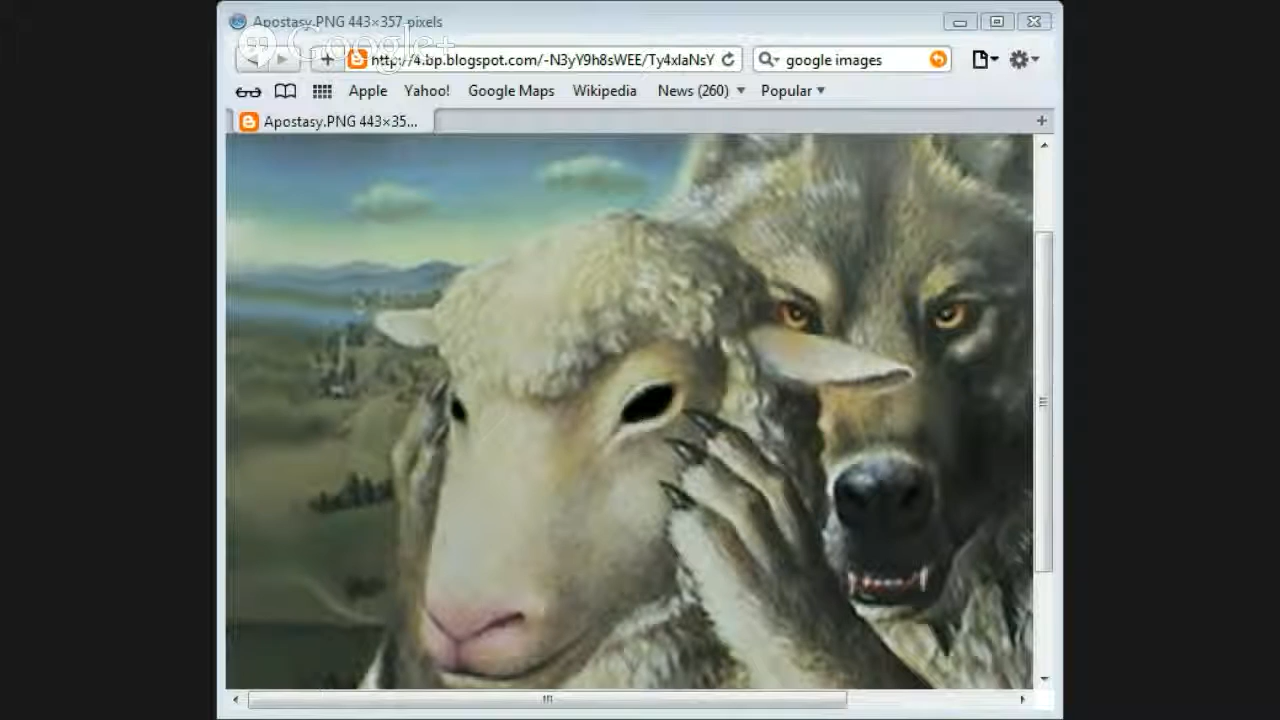 Apostasy.PNG 443×357 pixels
Google+
http://4.bp.blogspot.com/-N3yY9h8sWEE/Ty4xlaNsY
google images
Apple Yahoo! Google Maps Wikipedia News (260) Popular
Apostasy.PNG 443×35...